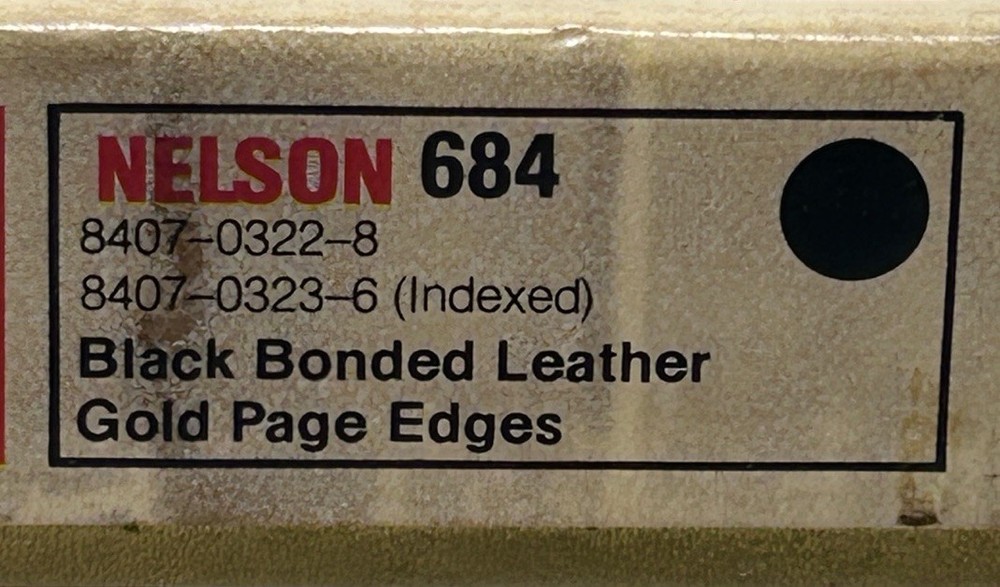 NELSON 684
8407-0322-8
8407-0323-6 (Indexed)
Black Bonded Leather
Gold Page Edges